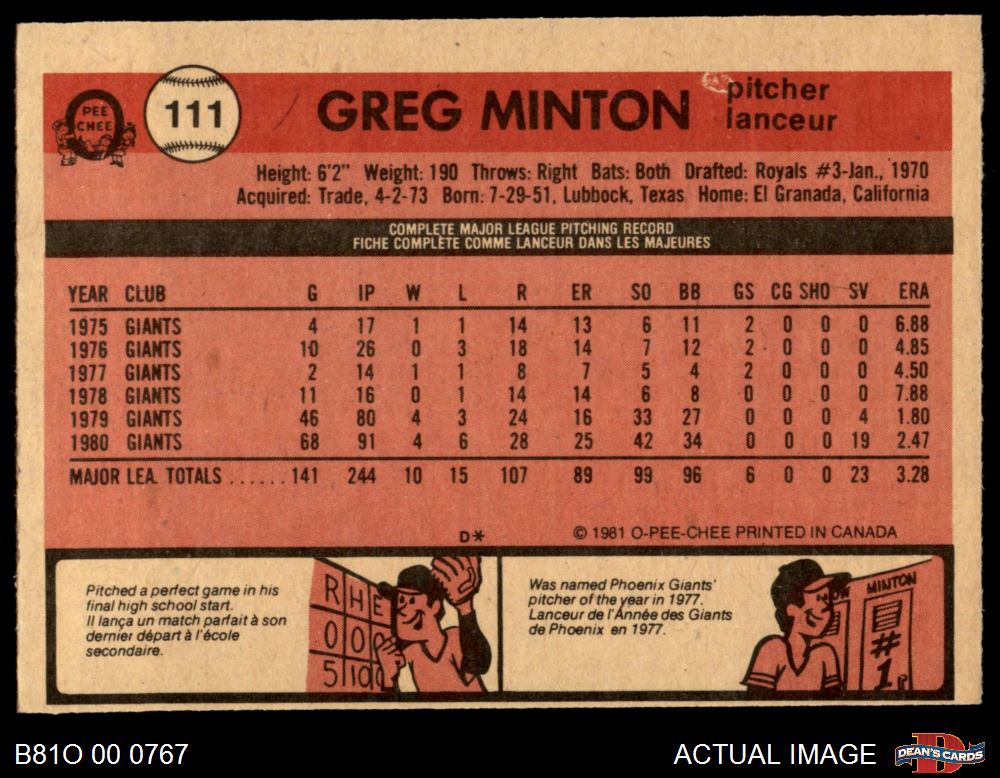 PEE
CHEE
111
GREG MINTON
pitcher
lanceur
Height: 6'2" Weight: 190 Throws: Right Bats: Both Drafted: Royals #3-Jan., 1970
Acquired: Trade, 4-2-73 Born: 7-29-51, Lubbock, Texas Home: El Granada, California
COMPLETE MAJOR LEAGUE PITCHING RECORD
FICHE COMPLÈTE COMME LANCEUR DANS LES MAJEURES
YEAR CLUB G IP W L R ER SO BB GS CG SHO SV ERA
1975 GIANTS 4 17 1 1 14 13 6 11 2 0 0 0 6.88
1976 GIANTS 10 26 0 3 18 14 7 12 2 0 0 0 4.85
1977 GIANTS 2 14 1 1 8 7 5 4 2 0 0 0 4.50
1978 GIANTS 11 16 0 1 14 14 6 8 0 0 0 0 7.88
1979 GIANTS 46 80 4 3 24 16 33 27 0 0 0 4 1.80
1980 GIANTS 68 91 4 6 28 25 42 34 0 0 0 19 2.47
MAJOR LEA. TOTALS ......141 244 10 15 107 89 99 96 6 0 0 23 3.28
D* © 1981 O-PEE-CHEE PRINTED IN CANADA
Pitched a perfect game in his
final high school start.
Il lança un match parfait à son
dernier départ à l'école
secondaire.
R H E
0 0 0
5 10 0
Was named Phoenix Giants'
pitcher of the year in 1977.
Lanceur de l'Année des Giants
de Phoenix en 1977.
MINTON
#
1
B81O 00 0767
ACTUAL IMAGE
DEAN'S CARDS